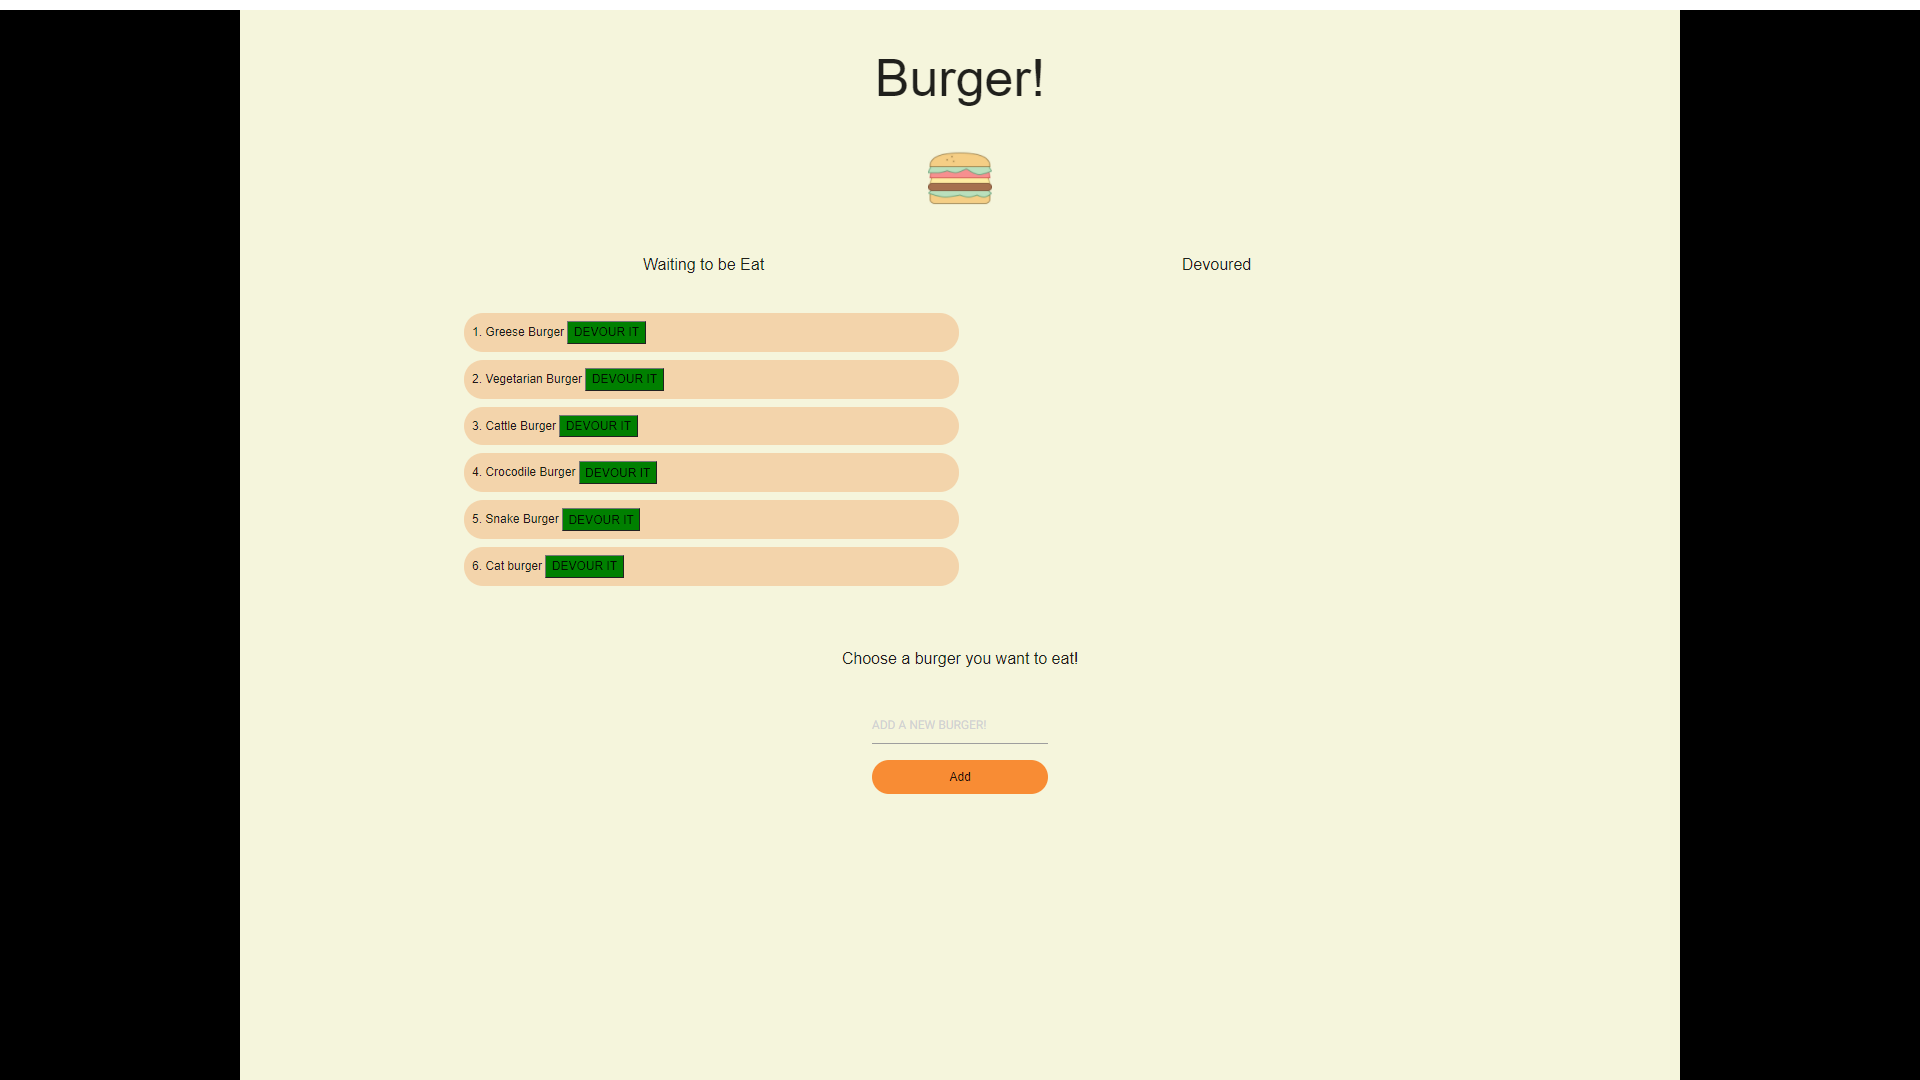 Burger!
Waiting to be Eat
Devoured
1. Greese Burger DEVOUR IT
2. Vegetarian Burger DEVOUR IT
3. Cattle Burger DEVOUR IT
4. Crocodile Burger DEVOUR IT
5. Snake Burger DEVOUR IT
6. Cat burger DEVOUR IT
Choose a burger you want to eat!
ADD A NEW BURGER!
Add